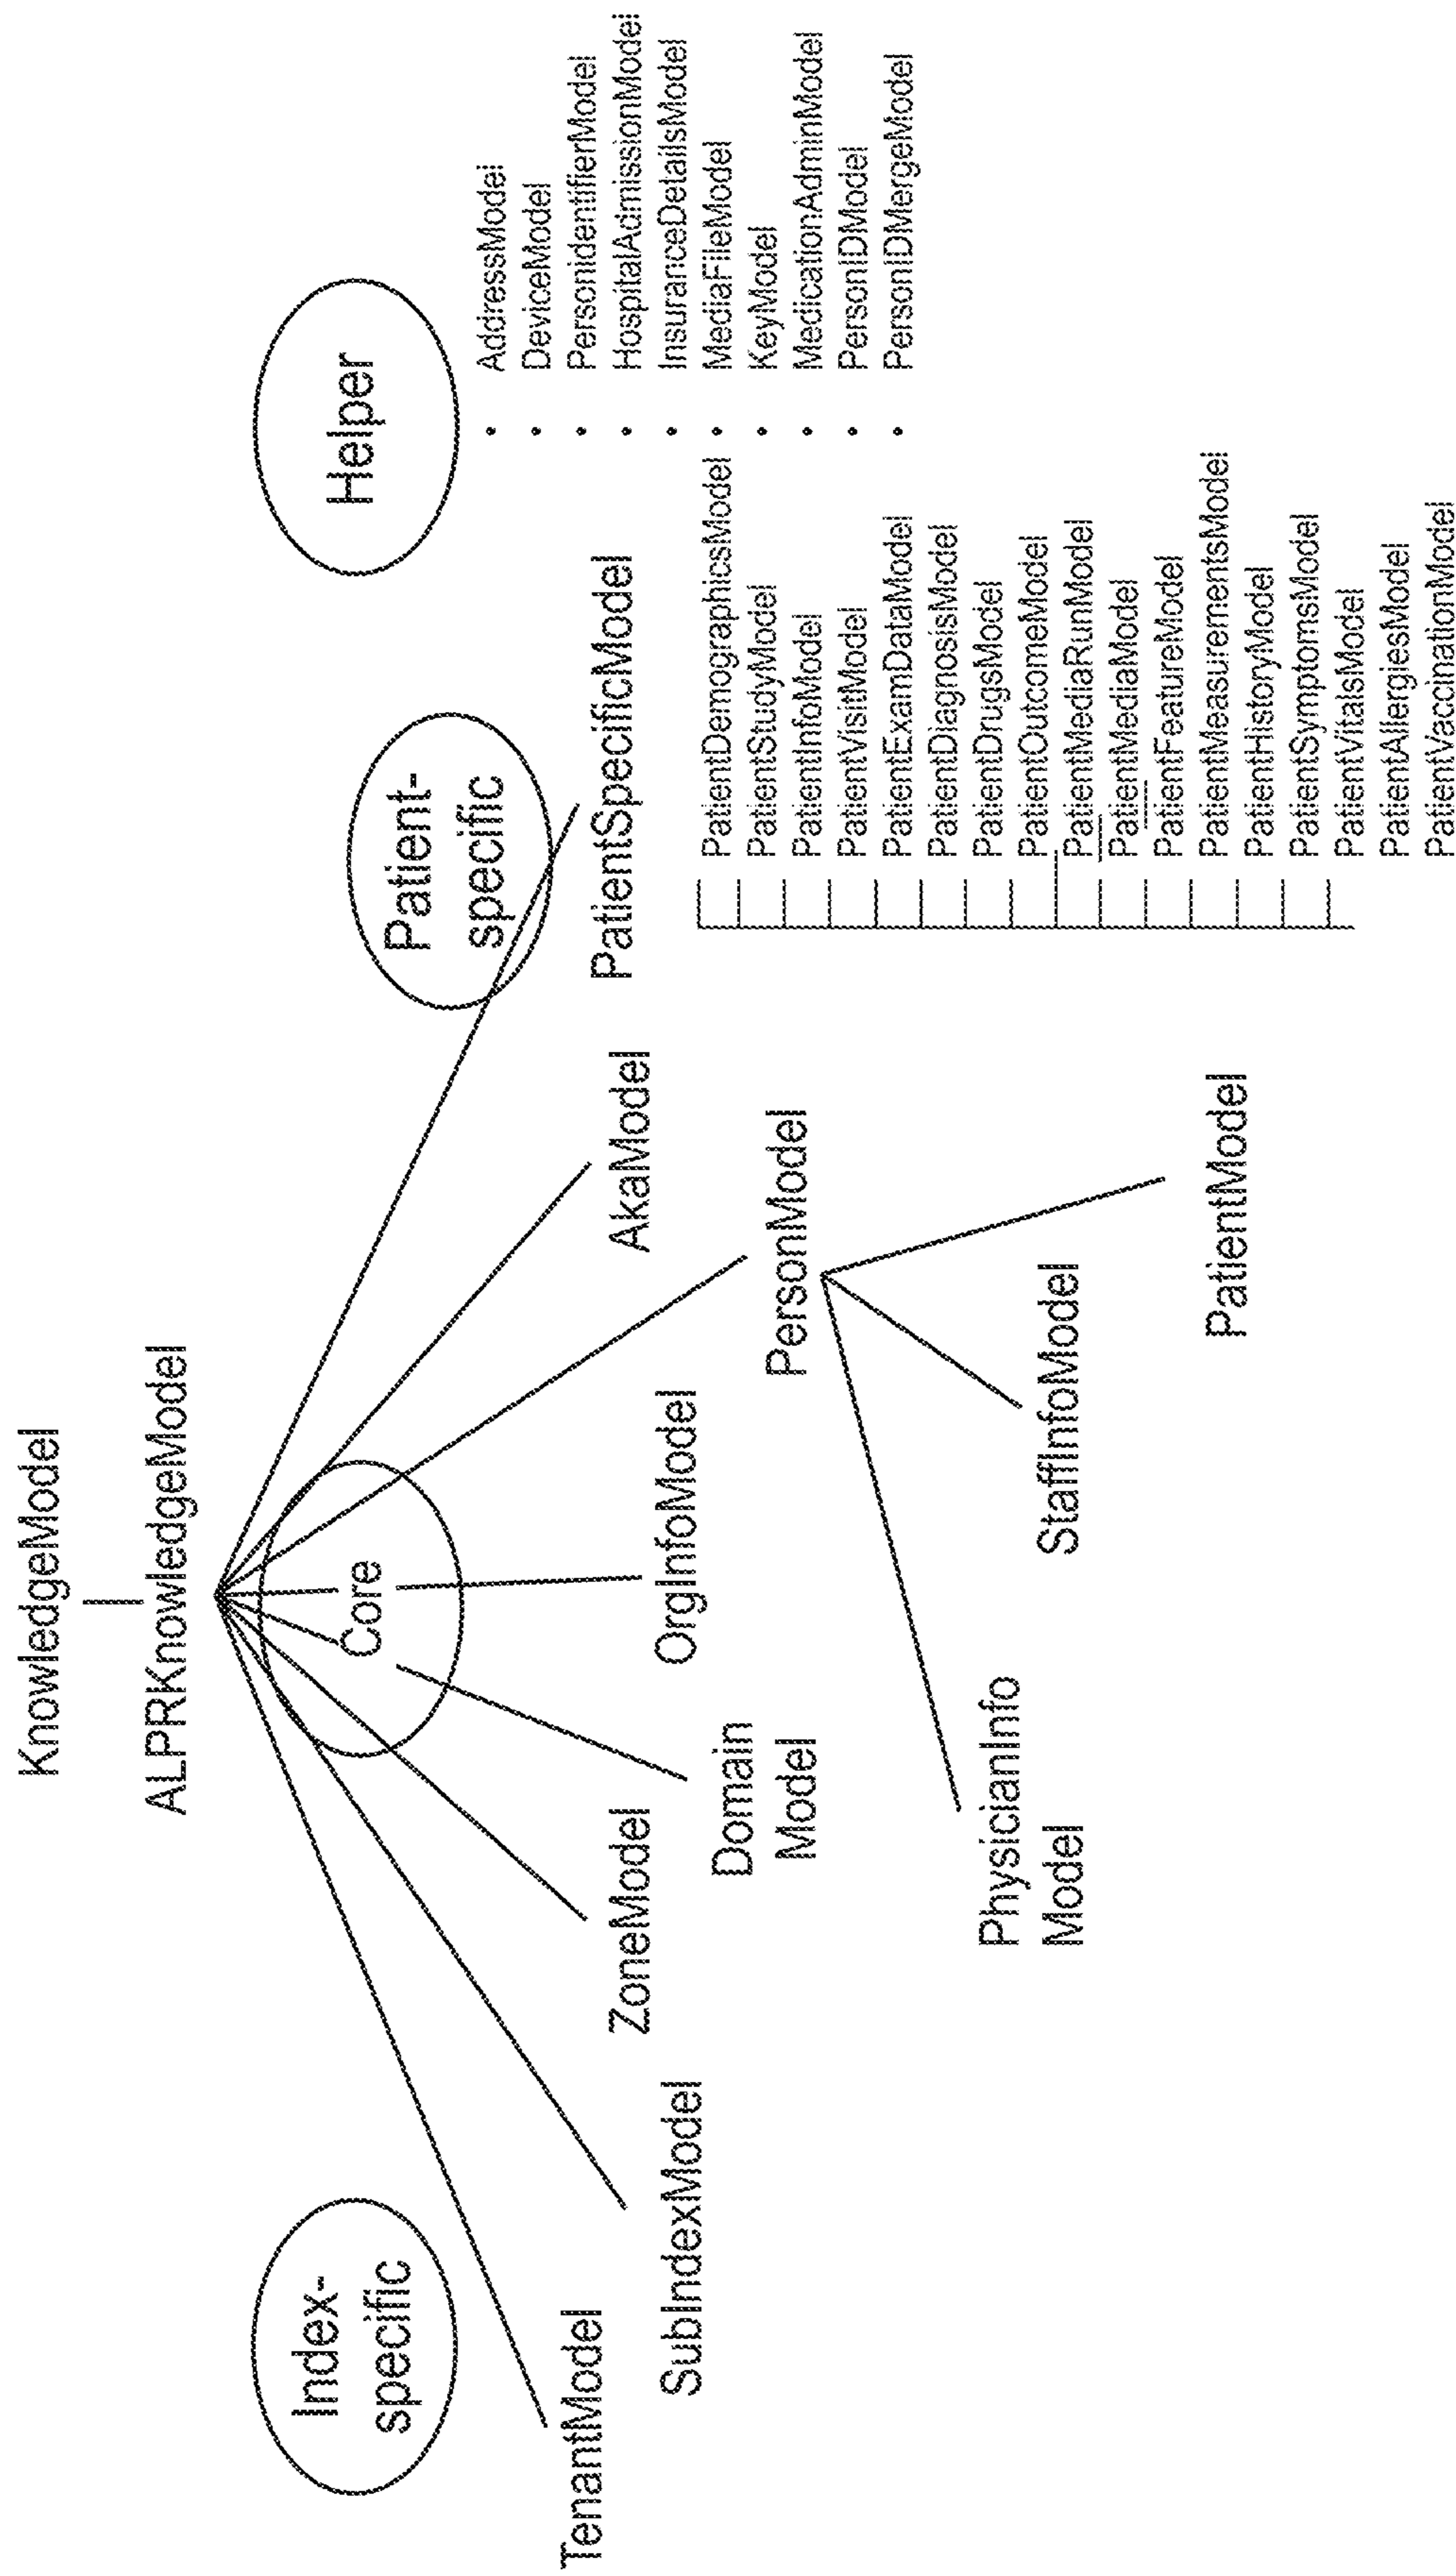 KnowledgeModel
ALPRKnowledgeModel
Index-
specific
Core
Patient-
specific
Helper
TenantModel
SubIndexModel
ZoneModel
Domain
Model
OrgInfoModel
PersonModel
AkaModel
PatientSpecificModel
PhysicianInfo
Model
StaffInfoModel
PatientModel
PatientDemographicsModel
PatientStudyModel
PatientInfoModel
PatientVisitModel
PatientExamDataModel
PatientDiagnosisModel
PatientDrugsModel
PatientOutcomeModel
PatientMediaRunModel
PatientMediaModel
PatientFeatureModel
PatientMeasurementsModel
PatientHistoryModel
PatientSymptomsModel
PatientVitalsModel
PatientAllergiesModel
PatientVaccinationModel
• AddressModel
• DeviceModel
• PersonidentifierModel
• HospitalAdmissionModel
• InsuranceDetailsModel
• MediaFileModel
• KeyModel
• MedicationAdminModel
• PersonIDModel
• PersonIDMergeModel